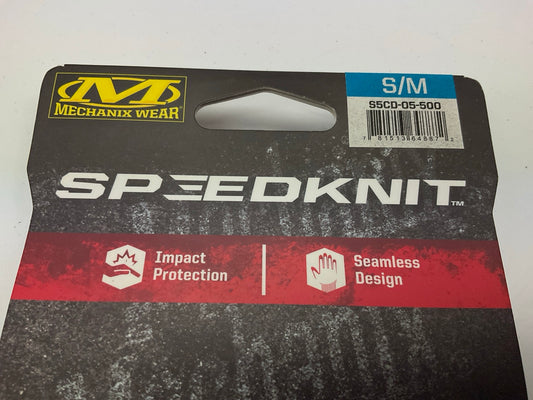 M
MECHANIX WEAR
S/M
S5CD-05-500
SPEEDKNIT™
Impact
Protection
Seamless
Design